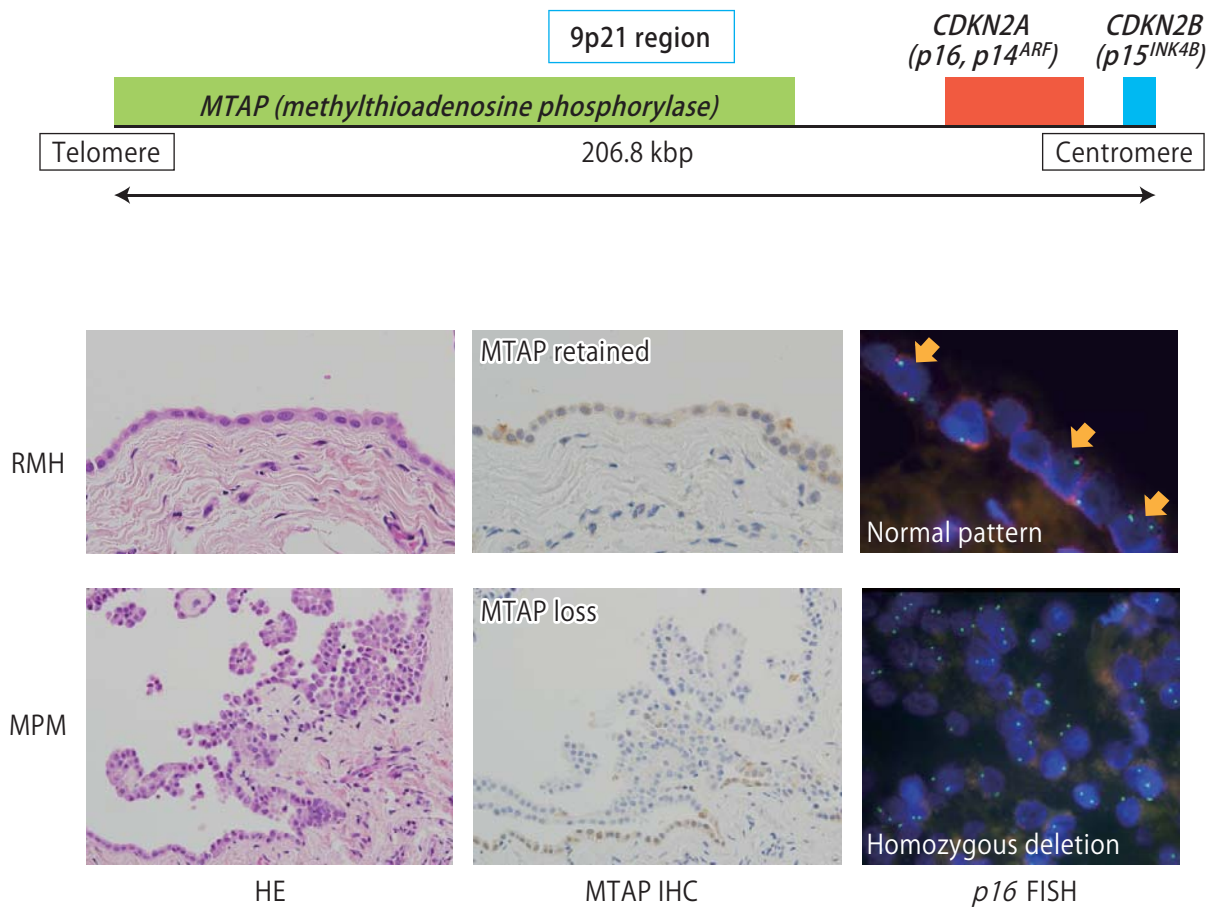 9p21 region
CDKN2A
(p16, p14ARF)
CDKN2B
(p15INK4B)
MTAP (methylthioadenosine phosphorylase)
Telomere
206.8 kbp
Centromere
RMH
MTAP retained
Normal pattern
MPM
MTAP loss
Homozygous deletion
HE
MTAP IHC
p16 FISH